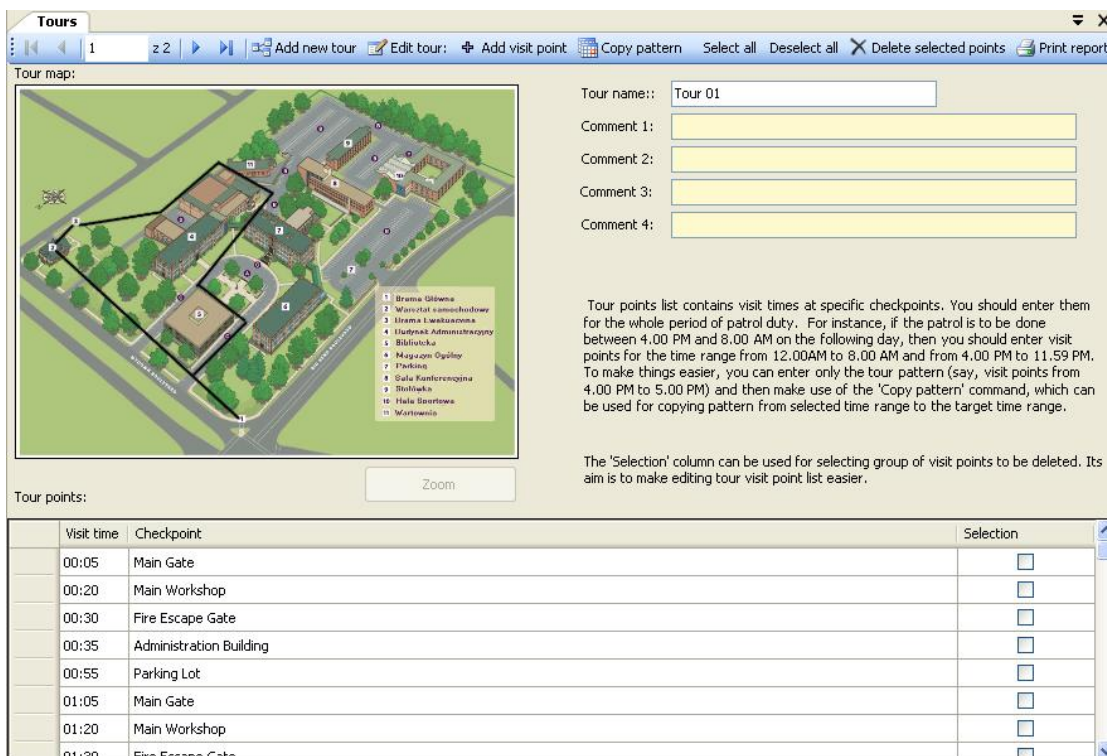 Tours
1 z 2 Add new tour Edit tour: Add visit point Copy pattern Select all Deselect all Delete selected points Print report
Tour map:
1 Brama Główna
2 Warsztat samochodowy
3 Brama Ewakuacyjna
4 Budynek Administracyjny
5 Biblioteka
6 Magazyn Ogólny
7 Parking
8 Sala Konferencyjna
9 Stołówka
10 Hala Sportowa
11 Wartownia
Tour name:: Tour 01
Comment 1:
Comment 2:
Comment 3:
Comment 4:
Tour points list contains visit times at specific checkpoints. You should enter them
for the whole period of patrol duty. For instance, if the patrol is to be done
between 4.00 PM and 8.00 AM on the following day, then you should enter visit
points for the time range from 12.00AM to 8.00 AM and from 4.00 PM to 11.59 PM.
To make things easier, you can enter only the tour pattern (say, visit points from
4.00 PM to 5.00 PM) and then make use of the 'Copy pattern' command, which can
be used for copying pattern from selected time range to the target time range.
The 'Selection' column can be used for selecting group of visit points to be deleted. Its
aim is to make editing tour visit point list easier.
Zoom
Tour points:
Visit time Checkpoint Selection
00:05 Main Gate
00:20 Main Workshop
00:30 Fire Escape Gate
00:35 Administration Building
00:55 Parking Lot
01:05 Main Gate
01:20 Main Workshop
01:30 Fire Escape Gate